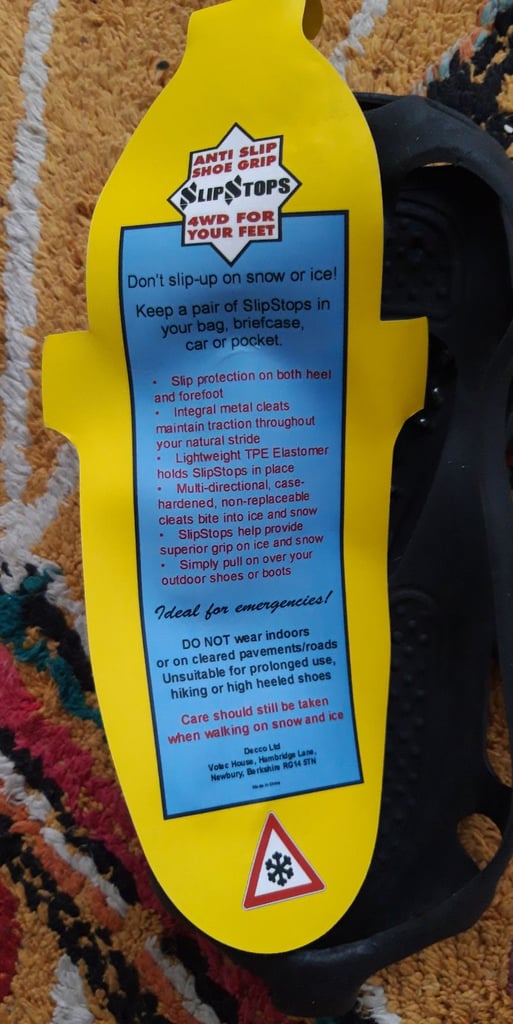 ANTI SLIP
SHOE GRIP
SLIPSTOPS
4WD FOR
YOUR FEET
Don't slip-up on snow or ice!
Keep a pair of SlipStops in
your bag, briefcase,
car or pocket.
• Slip protection on both heel
and forefoot
• Integral metal cleats
maintain traction throughout
your natural stride
• Lightweight TPE Elastomer
holds SlipStops in place
• Multi-directional, case-
hardened, non-replaceable
cleats bite into ice and snow
• SlipStops help provide
superior grip on ice and snow
• Simply pull on over your
outdoor shoes or boots
Ideal for emergencies!
DO NOT wear indoors
or on cleared pavements/roads
Unsuitable for prolonged use,
hiking or high heeled shoes
Care should still be taken
when walking on snow and ice
Decco Ltd
Votec House, Hambridge Lane,
Newbury, Berkshire RG14 5TN
Made in China